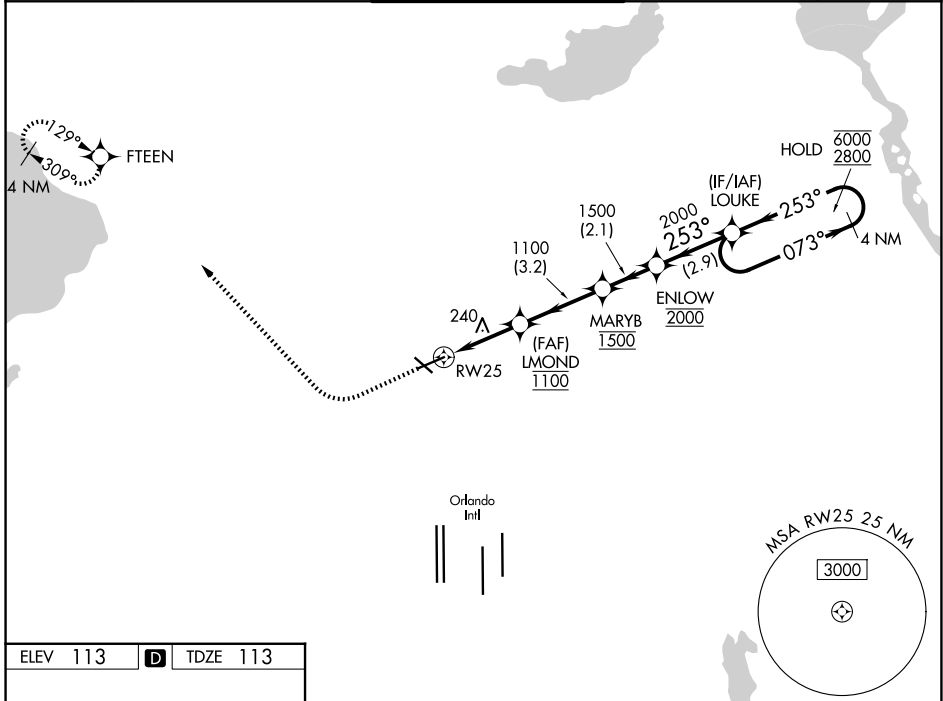 129°
309°
FTEEN
4 NM
HOLD
6000
2800
(IF/IAF)
LOUKE
253°
073°
4 NM
2000
253°
(2.9)
1500
(2.1)
1100
(3.2)
ENLOW
2000
MARYB
1500
(FAF)
LMOND
1100
240
RW25
Orlando
Intl
MSA RW25 25 NM
3000
ELEV 113 D TDZE 113